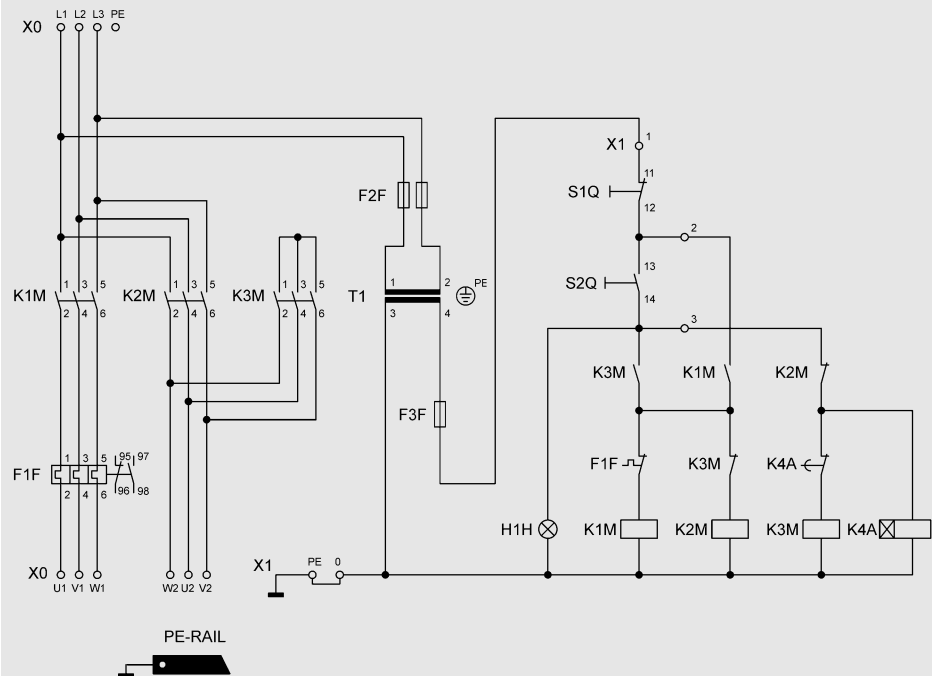 L1 L2 L3 PE
X0
1
X1
11
S1Q
F2F
12
2
13
1 2 PE
S2Q
1 3 5 1 3 5 1 3 5
K1M K2M K3M T1
14
2 4 6 2 4 6 2 4 6 3 4
3
K3M K1M K2M
F3F
1 3 5 95 97
F1F
F1F K3M K4A
2 4 6 96 98
H1H K1M K2M K3M K4A
PE 0
X0 X1
U1 V1 W1 W2 U2 V2
PE-RAIL